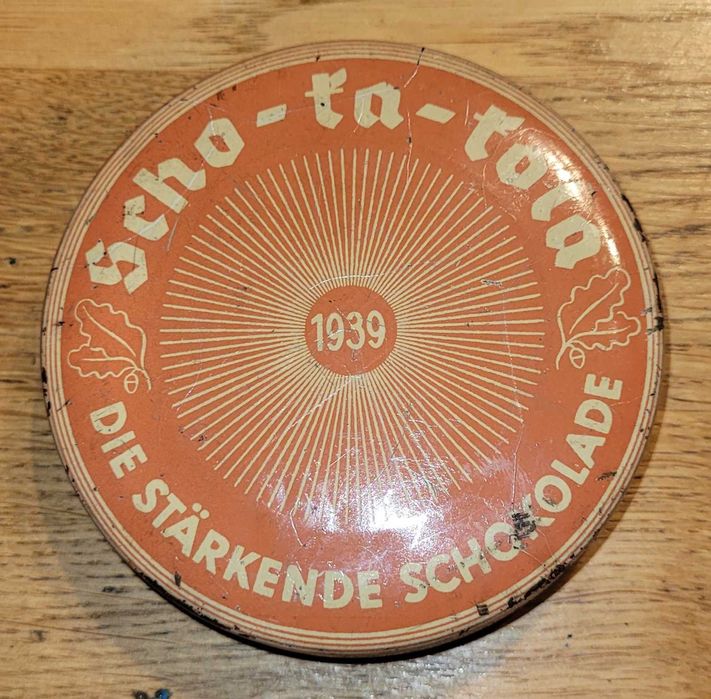 Scho-ka-kola
1939
DIE STÄRKENDE SCHOKOLADE